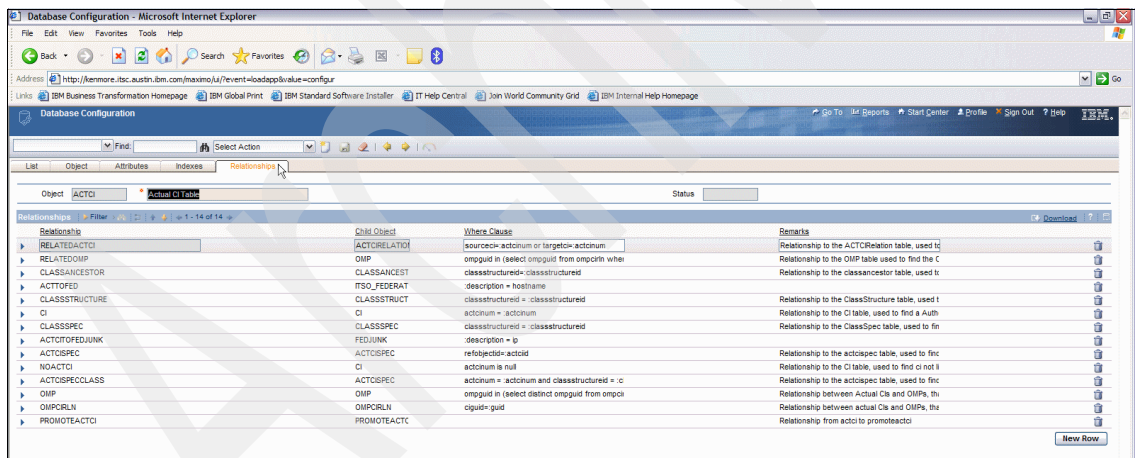 Database Configuration - Microsoft Internet Explorer
File Edit View Favorites Tools Help
Back Search Favorites
Address http://kenmore.itsc.austin.ibm.com/maximo/ui/?event=loadapp&value=configur Go
Links IBM Business Transformation Homepage IBM Global Print IBM Standard Software Installer IT Help Central Join World Community Grid IBM Internal Help Homepage
Database Configuration Go To Reports Start Center Profile Sign Out ? Help IBM.
Find: Select Action
List Object Attributes Indexes Relationships
Object ACTCI * Actual CI Table Status
Relationships Filter 1 - 14 of 14 Download ?
Relationship Child Object Where Clause Remarks
RELATEDACTCI ACTCIRELATION sourceci=:actcinum or targetci=:actcinum Relationship to the ACTCIRelation table, used to
RELATEDOMP OMP ompguid in (select ompguid from ompcirln wher Relationship to the OMP table used to find the C
CLASSANCESTOR CLASSANCEST classstructureid=:classstructureid Relationship to the classancestor table, used to
ACTTOFED ITSO_FEDERAT :description = hostname
CLASSSTRUCTURE CLASSSTRUCT classstructureid = :classstructureid Relationship to the ClassStructure table, used t
CI CI actcinum = :actcinum Relationship to the CI table, used to find a Auth
CLASSSPEC CLASSSPEC classstructureid = :classstructureid Relationship to the ClassSpec table, used to fin
ACTCITOFEDJUNK FEDJUNK :description = ip
ACTCISPEC ACTCISPEC refobjectid=:actciid Relationship to the actcispec table, used to finc
NOACTCI CI actcinum is null Relationship to the CI table, used to find ci not li
ACTCISPECCLASS ACTCISPEC actcinum = :actcinum and classstructureid = :c Relationship to the actcispec table, used to finc
OMP OMP ompguid in (select distinct ompguid from ompcir Relationship between Actual CIs and OMPs, tha
OMPCIRLN OMPCIRLN ciguid=:guid Relationship between actual CIs and OMPs, tha
PROMOTEACTCI PROMOTEACTC Relationship from actci to promoteactci
New Row